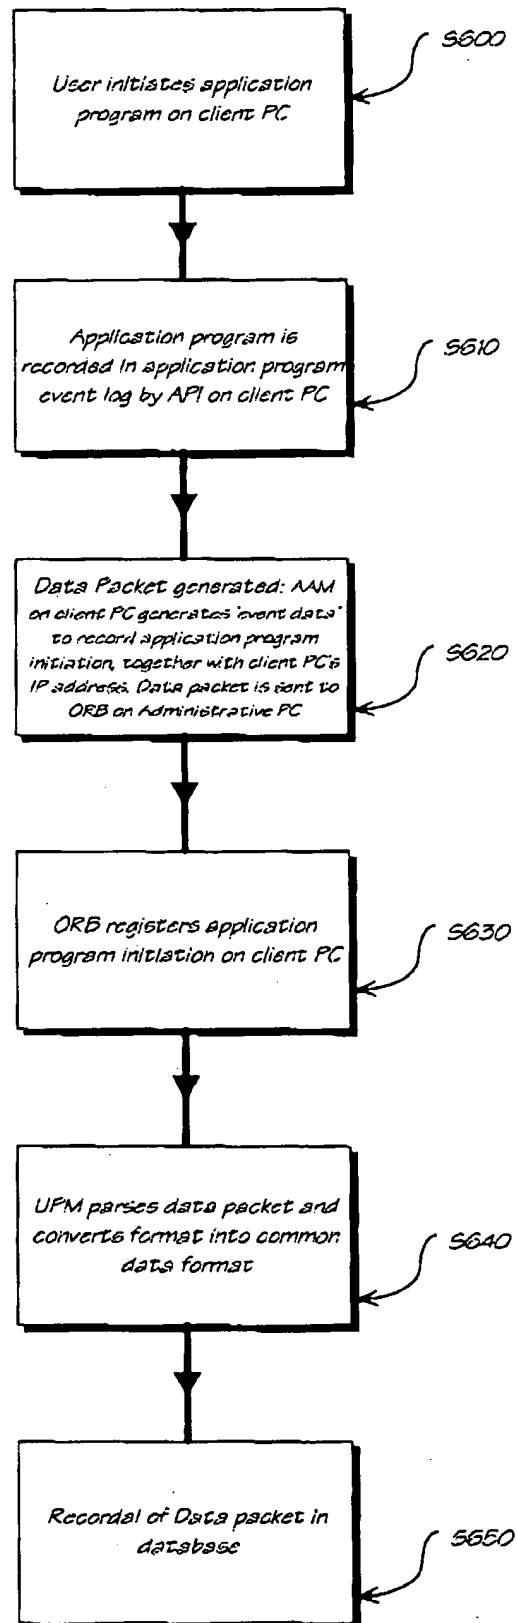 User initiates application
program on client PC
S600
Application program is
recorded in application program
event log by API on client PC
S610
Data Packet generated: AAM
on client PC generates 'event data'
to record application program
initiation, together with client PC's
IP address. Data packet is sent to
ORB on Administrative PC
S620
ORB registers application
program initiation on client PC
S630
UPM parses data packet and
converts format into common
data format
S640
Recordal of Data packet in
database
S650